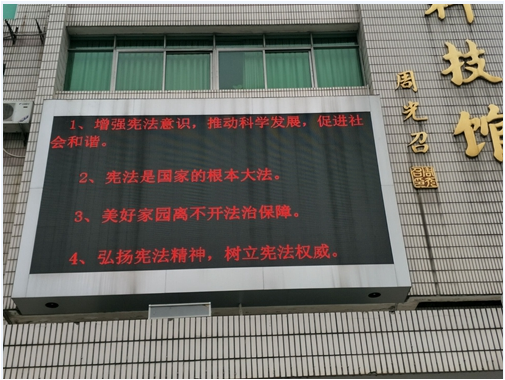 1、增强宪法意识，推动科学发展，促进社
会和谐。
2、宪法是国家的根本大法。
3、美好家园离不开法治保障。
4、弘扬宪法精神，树立宪法权威。
科技馆
周光召